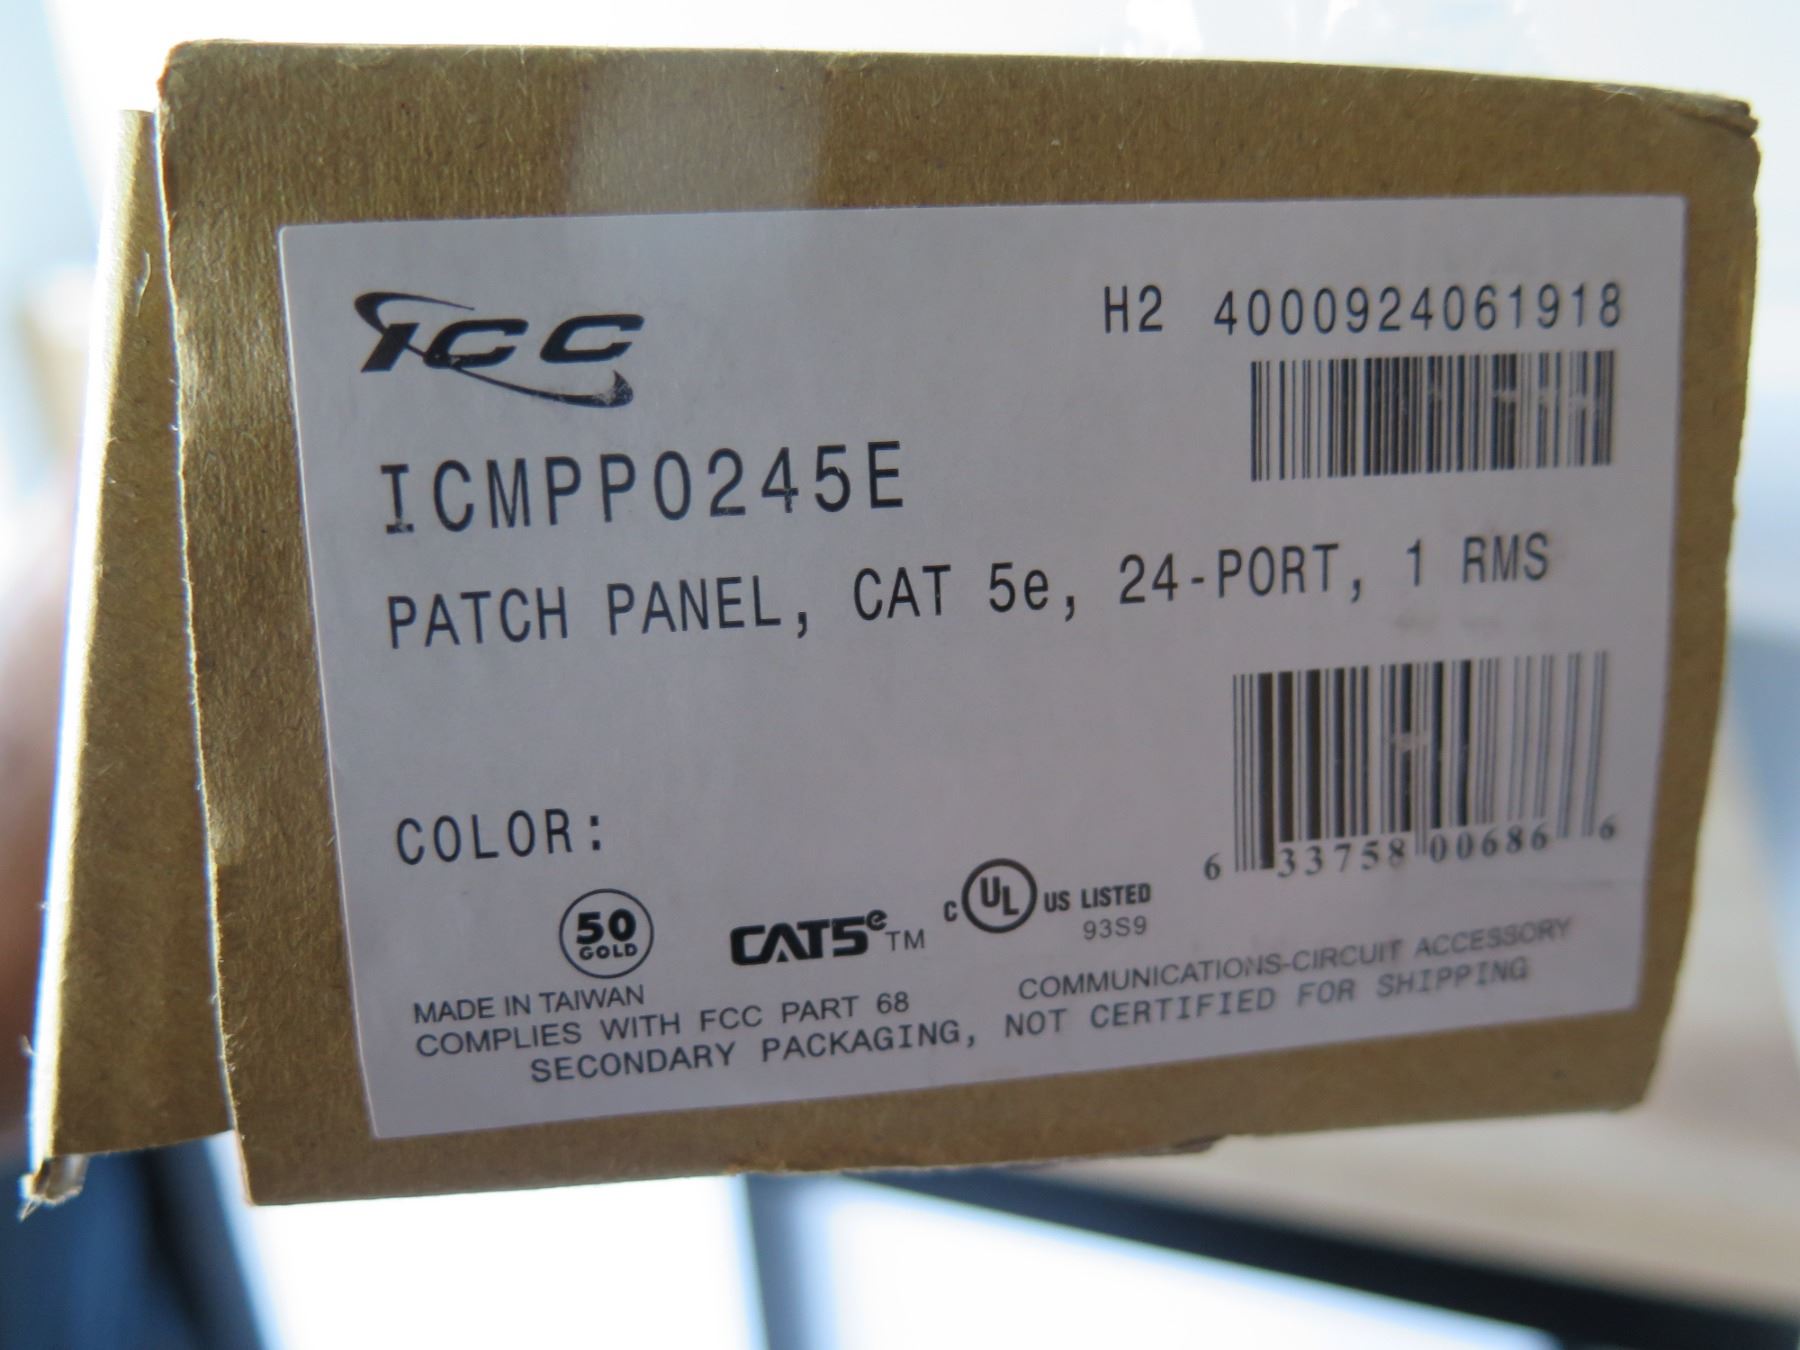 ICC
H2 4000924061918
ICMPP0245E
PATCH PANEL, CAT 5e, 24-PORT, 1 RMS
6 33758 00686 6
COLOR:
50
GOLD
CAT5e™
C UL US LISTED
93S9
MADE IN TAIWAN
COMMUNICATIONS-CIRCUIT ACCESSORY
COMPLIES WITH FCC PART 68
SECONDARY PACKAGING, NOT CERTIFIED FOR SHIPPING